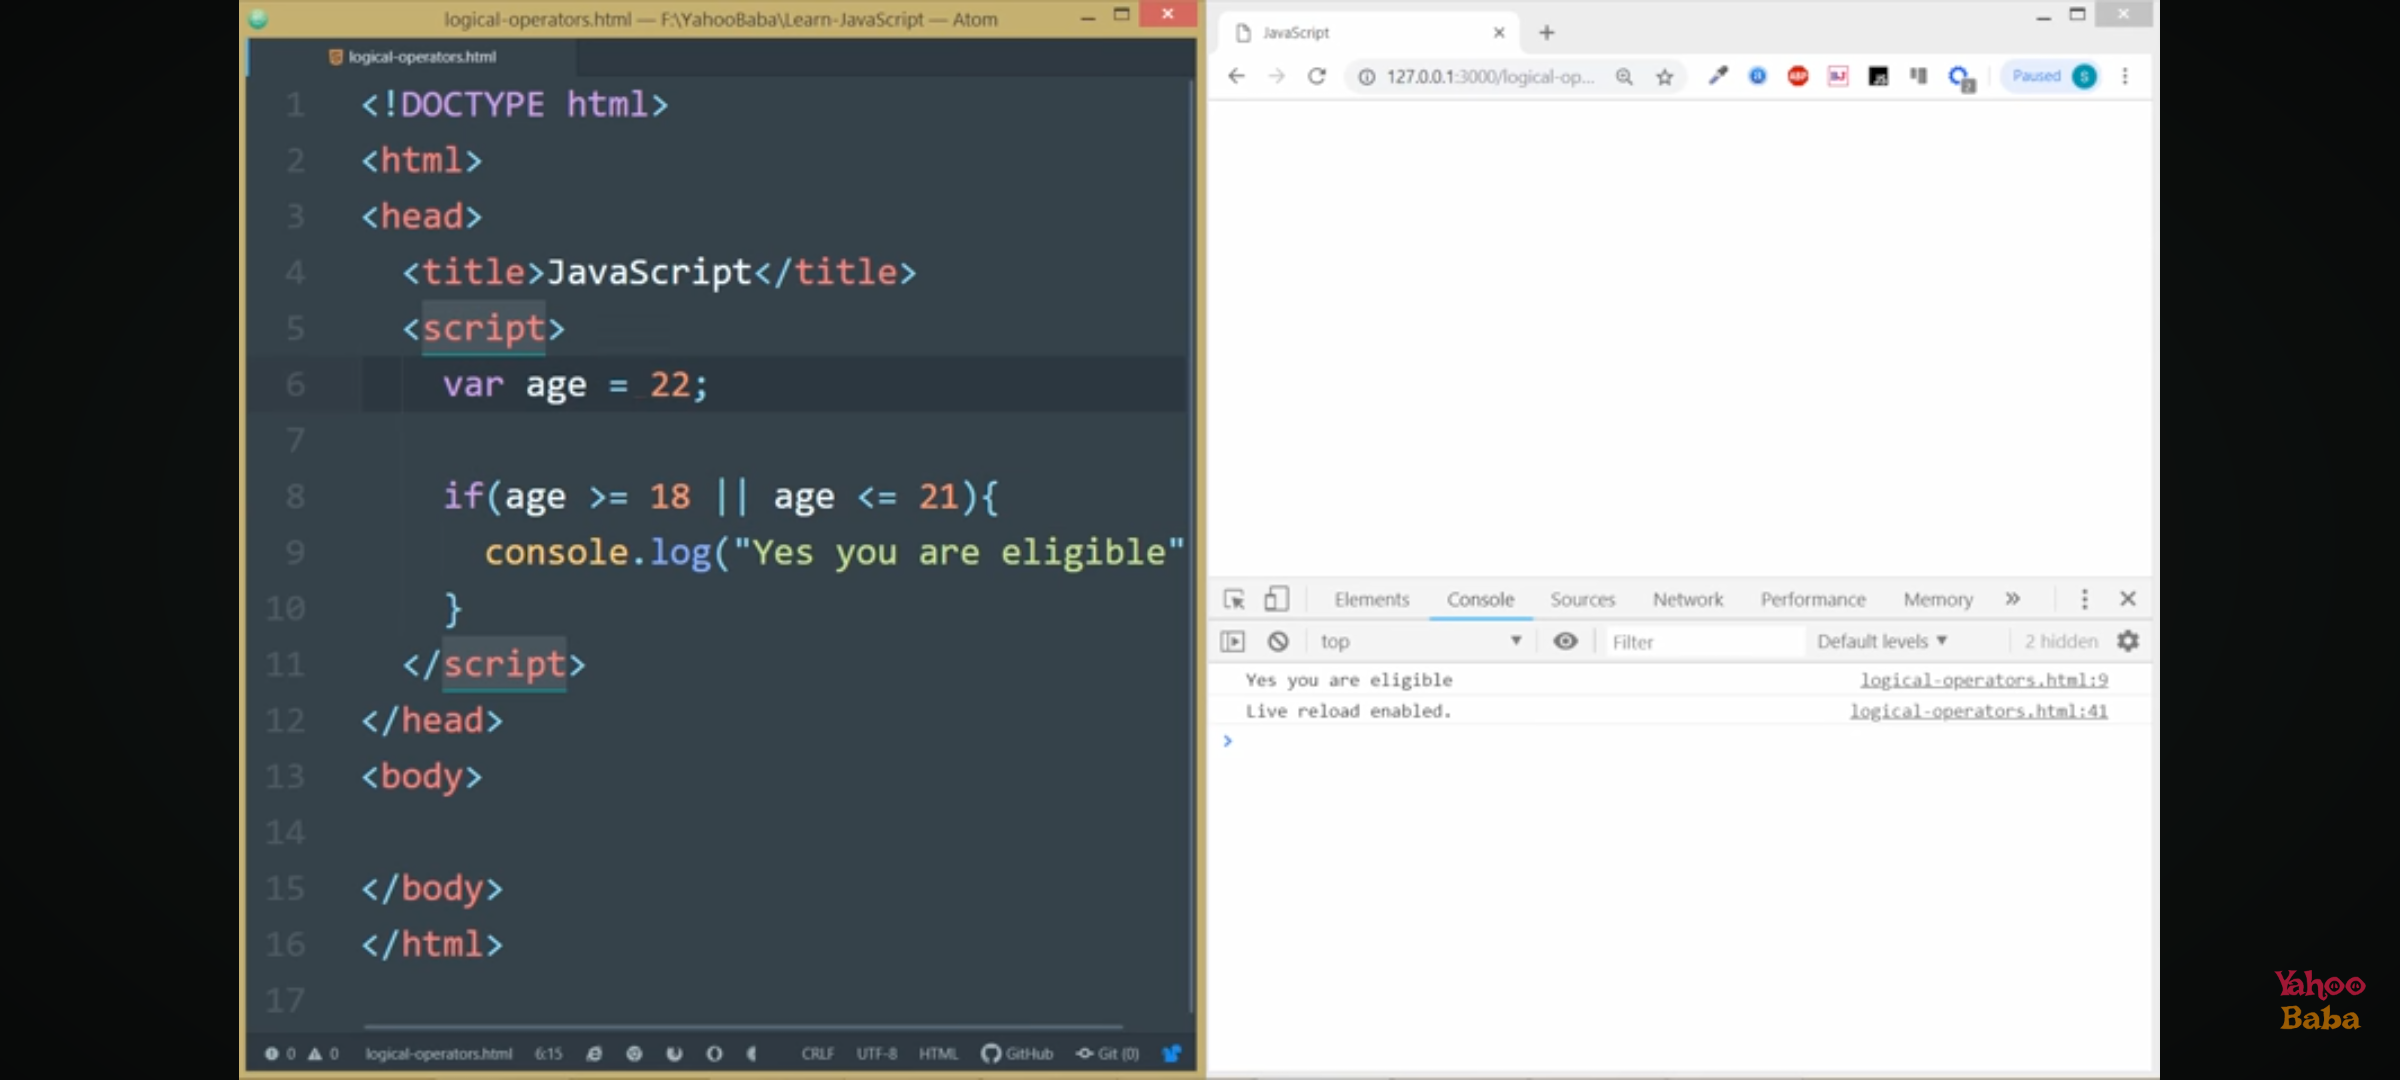 logical-operators.html — F:\YahooBaba\Learn-JavaScript — Atom
logical-operators.html
1 <!DOCTYPE html>
2 <html>
3 <head>
4 <title>JavaScript</title>
5 <script>
6 var age = 22;
7
8 if(age >= 18 || age <= 21){
9 console.log("Yes you are eligible"
10 }
11 </script>
12 </head>
13 <body>
14
15 </body>
16 </html>
17
0 0 logical-operators.html 6:15 CRLF UTF-8 HTML GitHub Git (0)
JavaScript
127.0.0.1:3000/logical-op...
ABP
Paused S
Elements Console Sources Network Performance Memory
top Filter Default levels 2 hidden
Yes you are eligible logical-operators.html:9
Live reload enabled. logical-operators.html:41
Yahoo
Baba